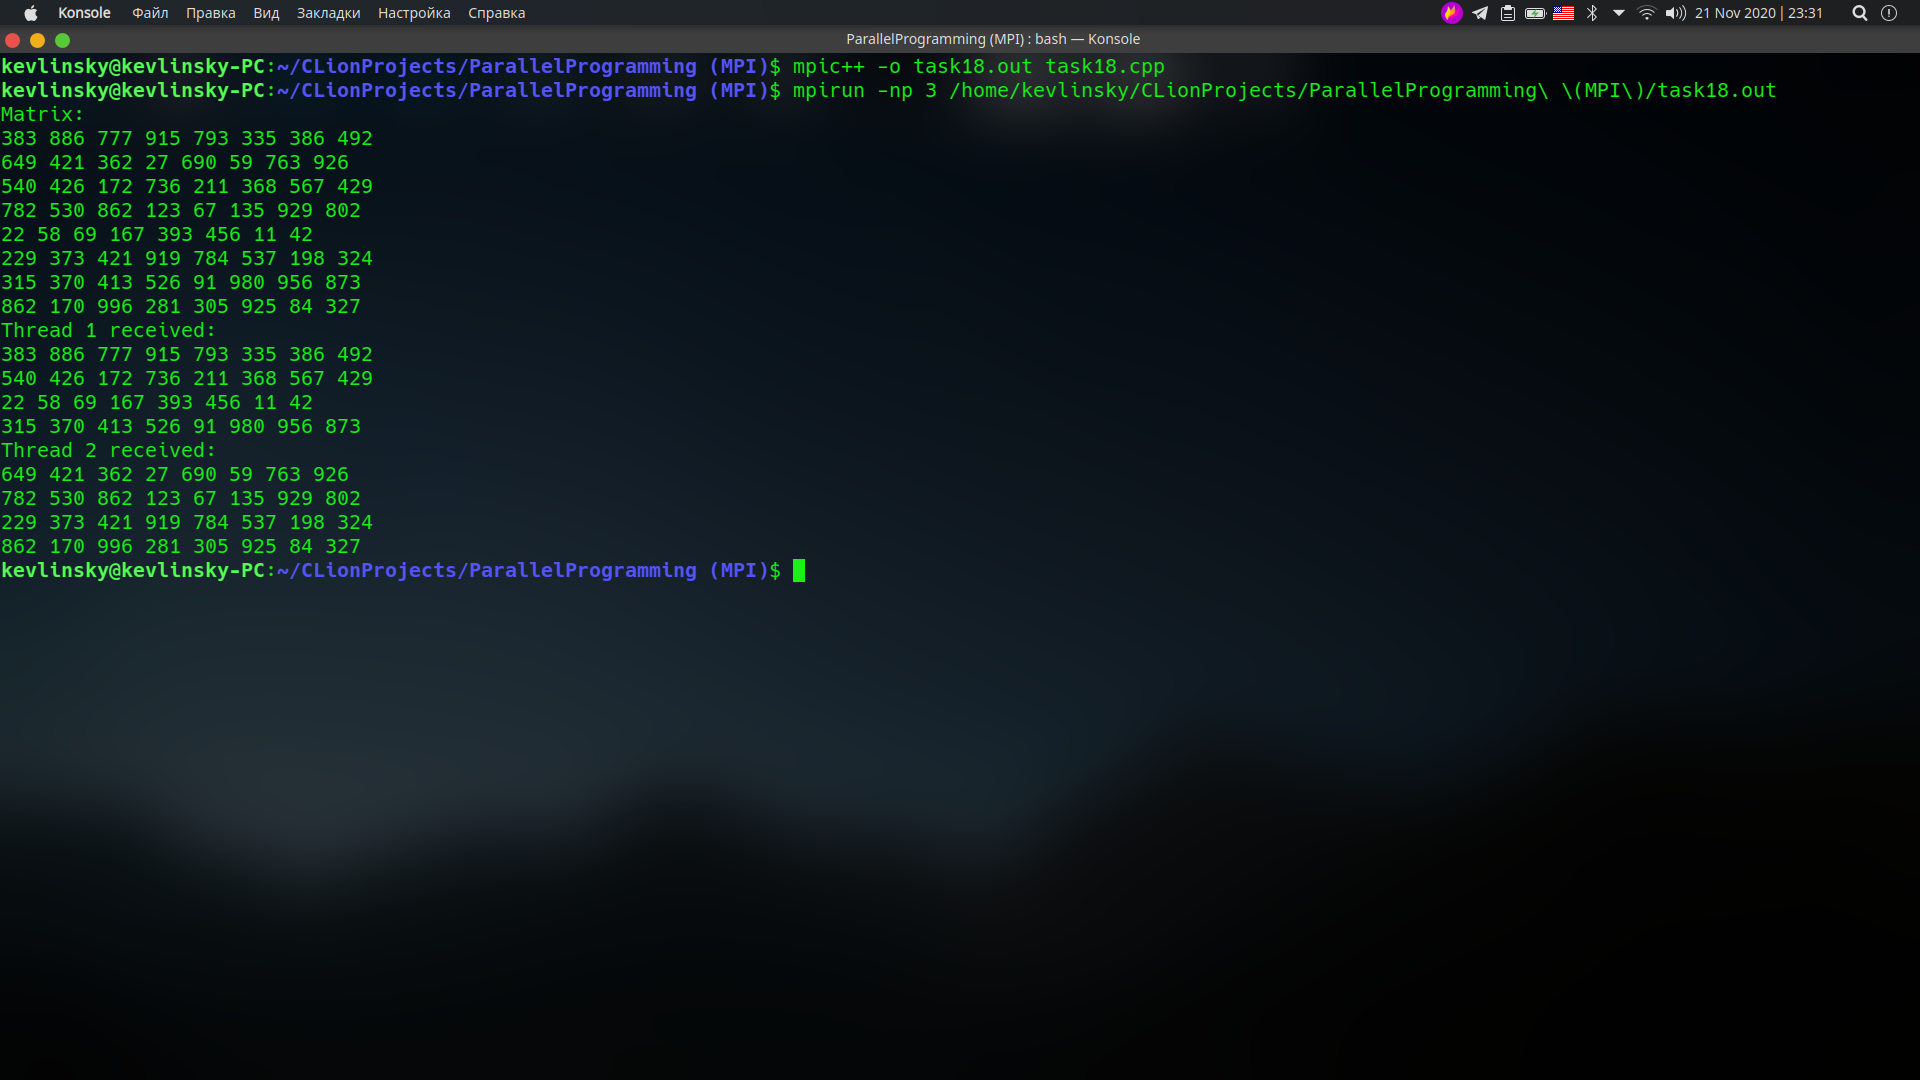 Konsole Файл Правка Вид Закладки Настройка Справка 21 Nov 2020 | 23:31
ParallelProgramming (MPI) : bash — Konsole
kevlinsky@kevlinsky-PC:~/CLionProjects/ParallelProgramming (MPI)$ mpic++ -o task18.out task18.cpp
kevlinsky@kevlinsky-PC:~/CLionProjects/ParallelProgramming (MPI)$ mpirun -np 3 /home/kevlinsky/CLionProjects/ParallelProgramming\ \(MPI\)/task18.out
Matrix:
383 886 777 915 793 335 386 492
649 421 362 27 690 59 763 926
540 426 172 736 211 368 567 429
782 530 862 123 67 135 929 802
22 58 69 167 393 456 11 42
229 373 421 919 784 537 198 324
315 370 413 526 91 980 956 873
862 170 996 281 305 925 84 327
Thread 1 received:
383 886 777 915 793 335 386 492
540 426 172 736 211 368 567 429
22 58 69 167 393 456 11 42
315 370 413 526 91 980 956 873
Thread 2 received:
649 421 362 27 690 59 763 926
782 530 862 123 67 135 929 802
229 373 421 919 784 537 198 324
862 170 996 281 305 925 84 327
kevlinsky@kevlinsky-PC:~/CLionProjects/ParallelProgramming (MPI)$